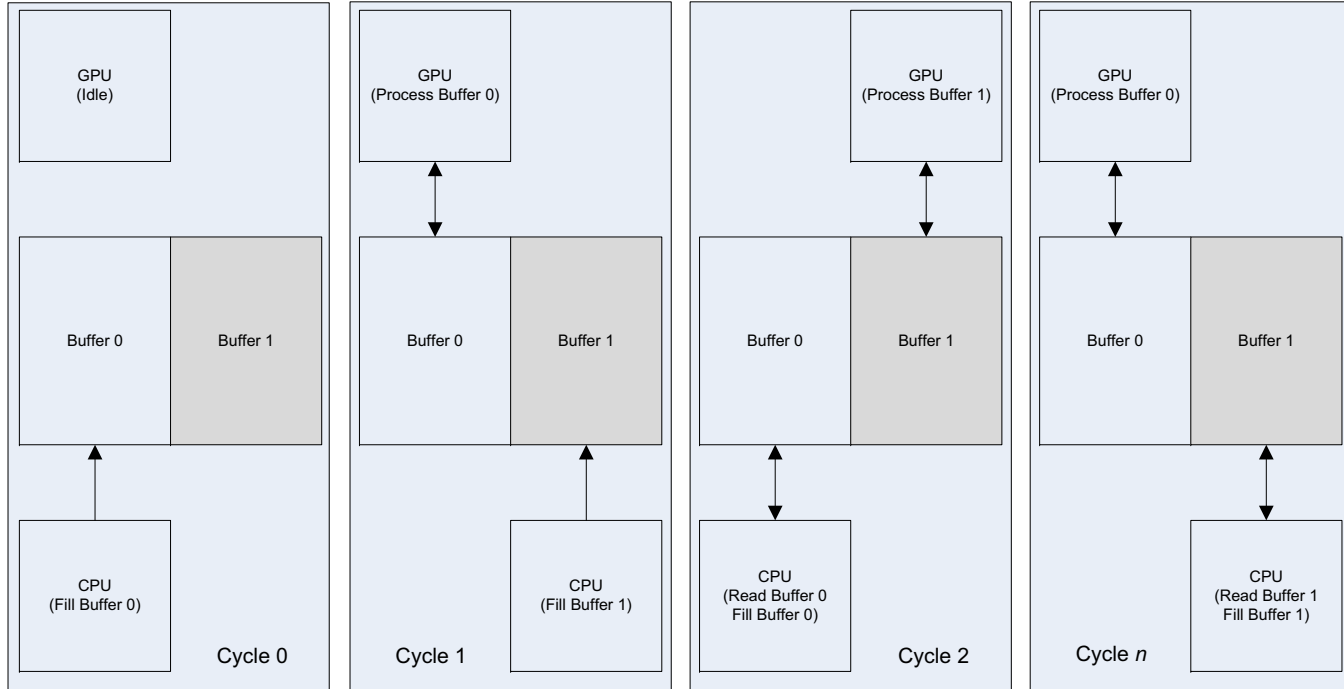 GPU
(Idle)
Buffer 0
Buffer 1
CPU
(Fill Buffer 0)
Cycle 0
GPU
(Process Buffer 0)
Buffer 0
Buffer 1
CPU
(Fill Buffer 1)
Cycle 1
GPU
(Process Buffer 1)
Buffer 0
Buffer 1
CPU
(Read Buffer 0
Fill Buffer 0)
Cycle 2
GPU
(Process Buffer 0)
Buffer 0
Buffer 1
CPU
(Read Buffer 1
Fill Buffer 1)
Cycle n